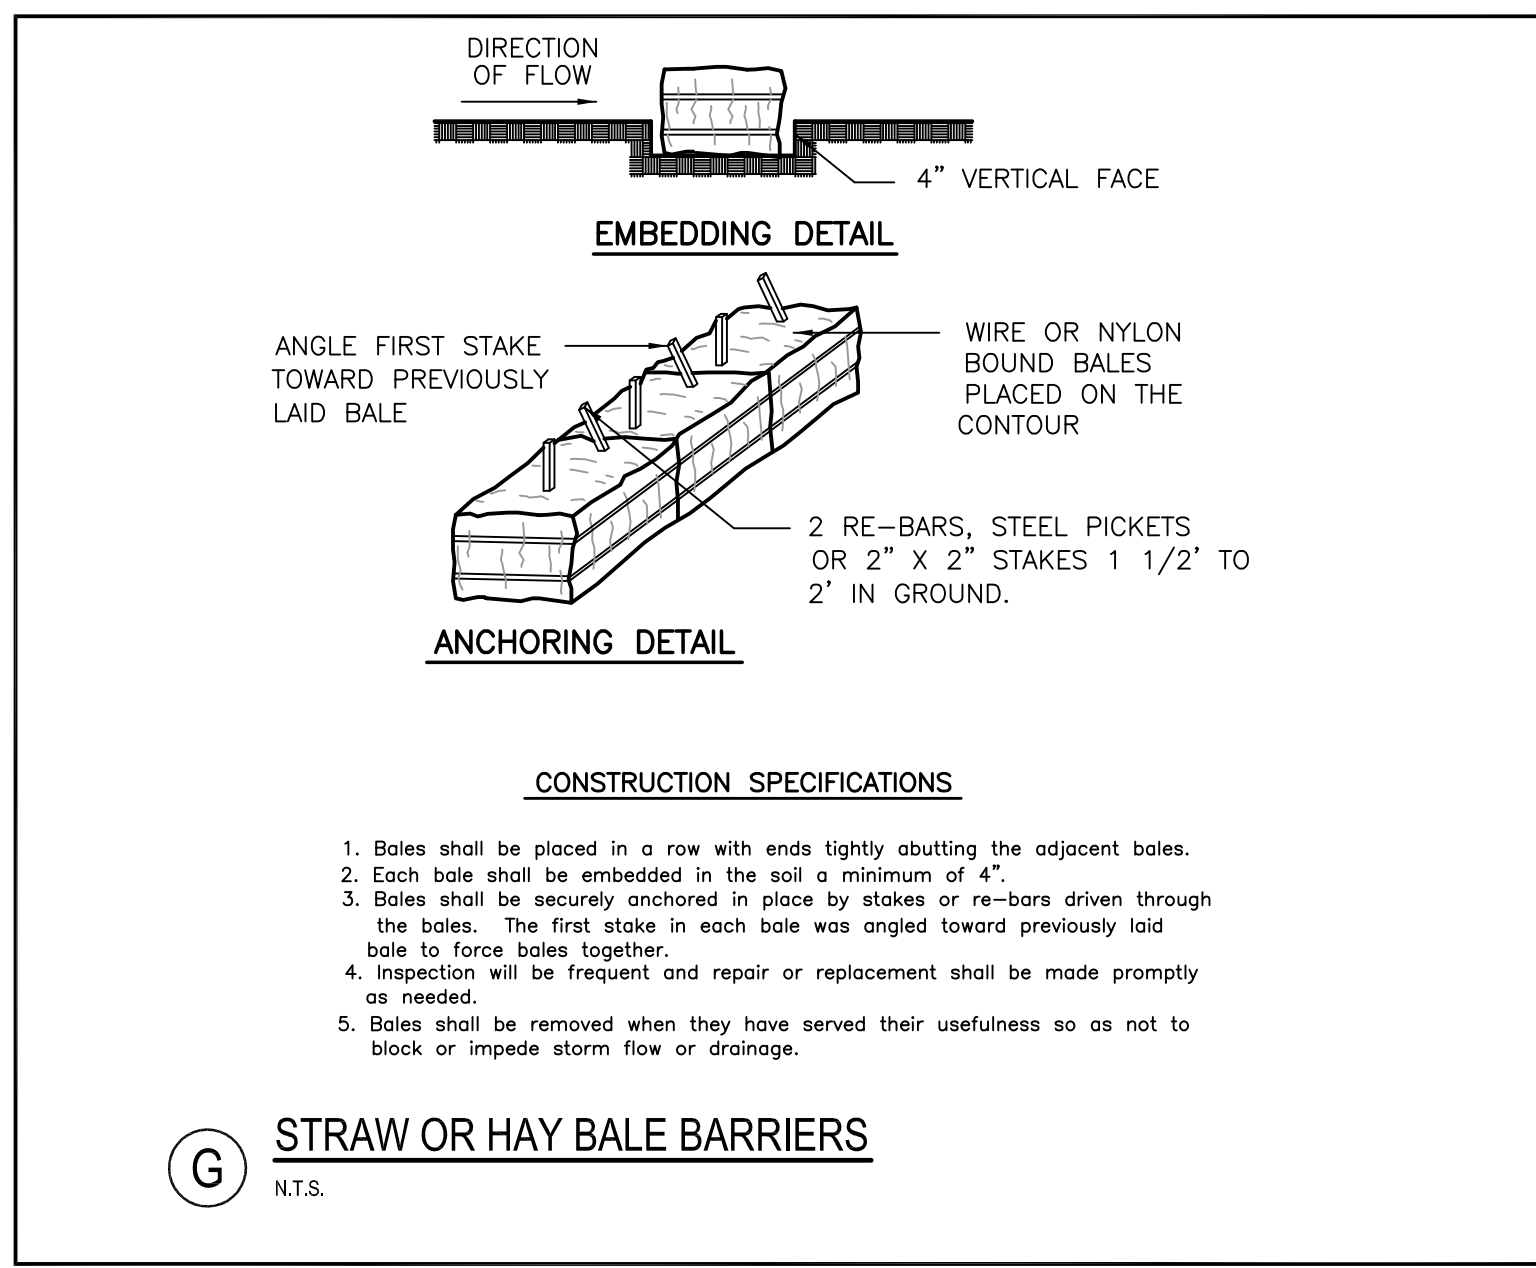 DIRECTION
OF FLOW
4” VERTICAL FACE
EMBEDDING DETAIL
ANGLE FIRST STAKE
TOWARD PREVIOUSLY
LAID BALE
WIRE OR NYLON
BOUND BALES
PLACED ON THE
CONTOUR
2 RE-BARS, STEEL PICKETS
OR 2” X 2” STAKES 1 1/2’ TO
2’ IN GROUND.
ANCHORING DETAIL
CONSTRUCTION SPECIFICATIONS
1. Bales shall be placed in a row with ends tightly abutting the adjacent bales.
2. Each bale shall be embedded in the soil a minimum of 4”.
3. Bales shall be securely anchored in place by stakes or re-bars driven through
the bales. The first stake in each bale was angled toward previously laid
bale to force bales together.
4. Inspection will be frequent and repair or replacement shall be made promptly
as needed.
5. Bales shall be removed when they have served their usefulness so as not to
block or impede storm flow or drainage.
G
STRAW OR HAY BALE BARRIERS
N.T.S.